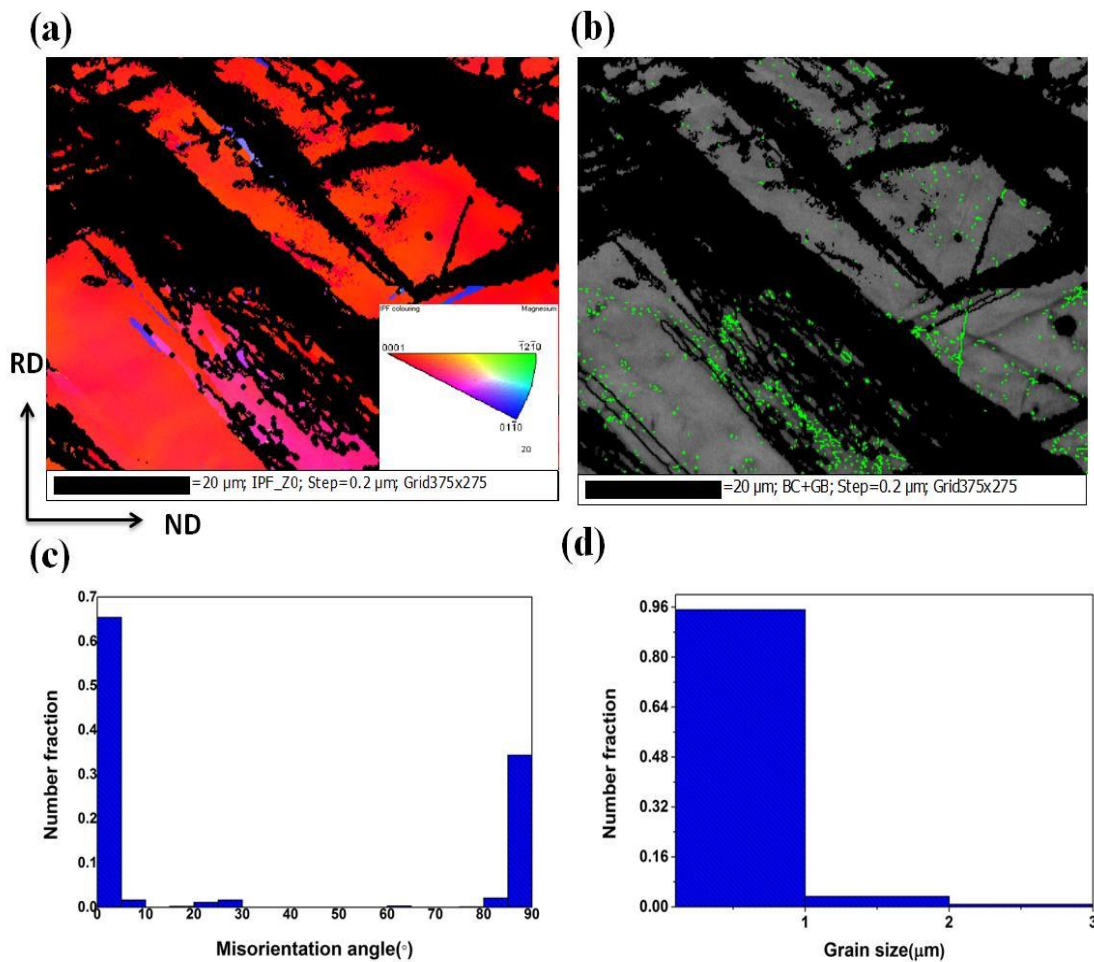 (a)
(b)
IPF colouring Magnesium
0001 1̄21̄0
011̄0
Z0
RD
ND
=20 µm; IPF_Z0; Step=0.2 µm; Grid375x275
=20 µm; BC+GB; Step=0.2 µm; Grid375x275
(c)
(d)
0.7
0.6
0.5
0.4
0.3
0.2
0.1
0.0
Number fraction
0 10 20 30 40 50 60 70 80 90
Misorientation angle(°)
0.96
0.80
0.64
0.48
0.32
0.16
0.00
Number fraction
1 2 3
Grain size(µm)